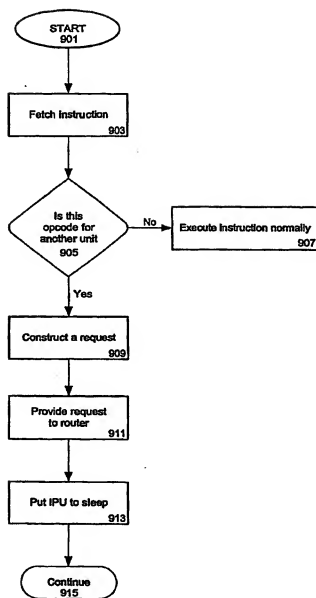 START
901
Fetch Instruction
903
Is this
opcode for
another unit
905
No
Execute Instruction normally
907
Yes
Construct a request
909
Provide request
to router
911
Put IPU to sleep
913
Continue
915